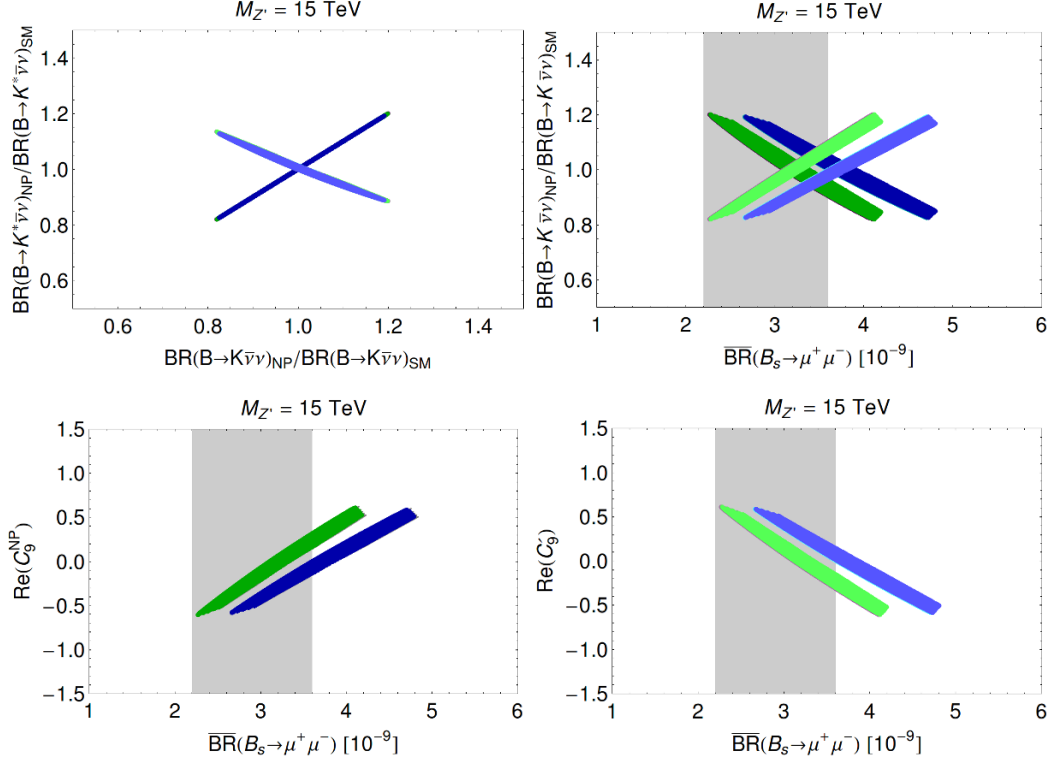 M_Z' = 15 TeV
BR(B→K*ν̄ν)_NP/BR(B→K*ν̄ν)_SM
1.4
1.2
1.0
0.8
0.6
0.6 0.8 1.0 1.2 1.4
BR(B→Kν̄ν)_NP/BR(B→Kν̄ν)_SM
M_Z' = 15 TeV
BR(B→Kν̄ν)_NP/BR(B→Kν̄ν)_SM
1.4
1.2
1.0
0.8
0.6
1 2 3 4 5 6
B̅R̅(B_s→μ⁺μ⁻) [10⁻⁹]
M_Z' = 15 TeV
Re(C_9^NP)
1.5
1.0
0.5
0.0
−0.5
−1.0
−1.5
1 2 3 4 5 6
B̅R̅(B_s→μ⁺μ⁻) [10⁻⁹]
M_Z' = 15 TeV
Re(C'_9)
1.5
1.0
0.5
0.0
−0.5
−1.0
−1.5
1 2 3 4 5 6
B̅R̅(B_s→μ⁺μ⁻) [10⁻⁹]